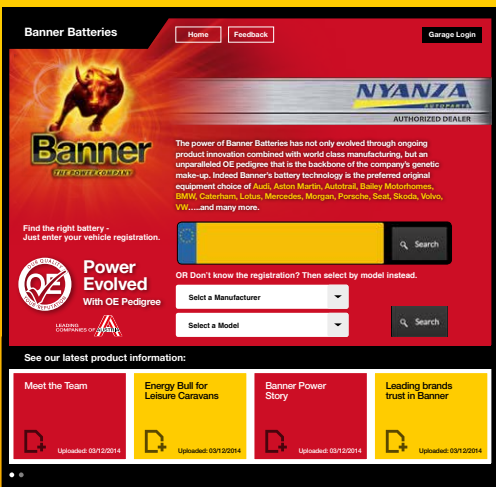 Banner Batteries
Home
Feedback
Garage Login
NYANZA
AUTOPARTS
AUTHORIZED DEALER
Banner
THE POWER COMPANY
The power of Banner Batteries has not only evolved through ongoing
product innovation combined with world class manufacturing, but an
unparalleled OE pedigree that is the backbone of the company's genetic
make-up. Indeed Banner's battery technology is the preferred original
equipment choice of Audi, Aston Martin, Autotrail, Bailey Motorhomes,
BMW, Caterham, Lotus, Mercedes, Morgan, Porsche, Seat, Skoda, Volvo,
VW.....and many more.
Find the right battery -
Just enter your vehicle registration.
Search
OUR QUALITY
OE
YOUR REPUTATION
Power
Evolved
With OE Pedigree
OR Don't know the registration? Then select by model instead.
Selct a Manufacturer
Select a Model
Search
LEADING
COMPANIES OF AUSTRIA
See our latest product information:
Meet the Team
Uploaded: 03/12/2014
Energy Bull for
Leisure Caravans
Uploaded: 03/12/2014
Banner Power
Story
Uploaded: 03/12/2014
Leading brands
trust in Banner
Uploaded: 03/12/2014